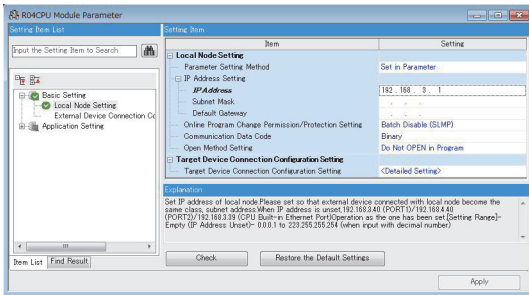 R04CPU Module Parameter
Setting Item List
Setting Item
Input the Setting Item to Search
Item
Setting
Local Node Setting
Parameter Setting Method
Set in Parameter
IP Address Setting
IP Address
192 . 168 . 3 . 1
Subnet Mask
. . .
Default Gateway
. . .
Online Program Change Permission/Protection Setting
Batch Disable (SLMP)
Communication Data Code
Binary
Open Method Setting
Do Not OPEN in Program
Target Device Connection Configuration Setting
Target Device Connection Configuration Setting
<Detailed Setting>
Basic Setting
Local Node Setting
External Device Connection Co
Application Setting
Explanation
Set IP address of local node.Please set so that external device connected with local node become the
same class, subnet address.When IP address is unset,192.168.3.40 (PORT1)/192.168.4.40
(PORT2)/192.168.3.39 (CPU Built-in Ethernet Port)Operation as the one has been set.[Setting Range]-
Empty (IP Address Unset)- 0.0.0.1 to 223.255.255.254 (when input with decimal number)
Item List
Find Result
Check
Restore the Default Settings
Apply